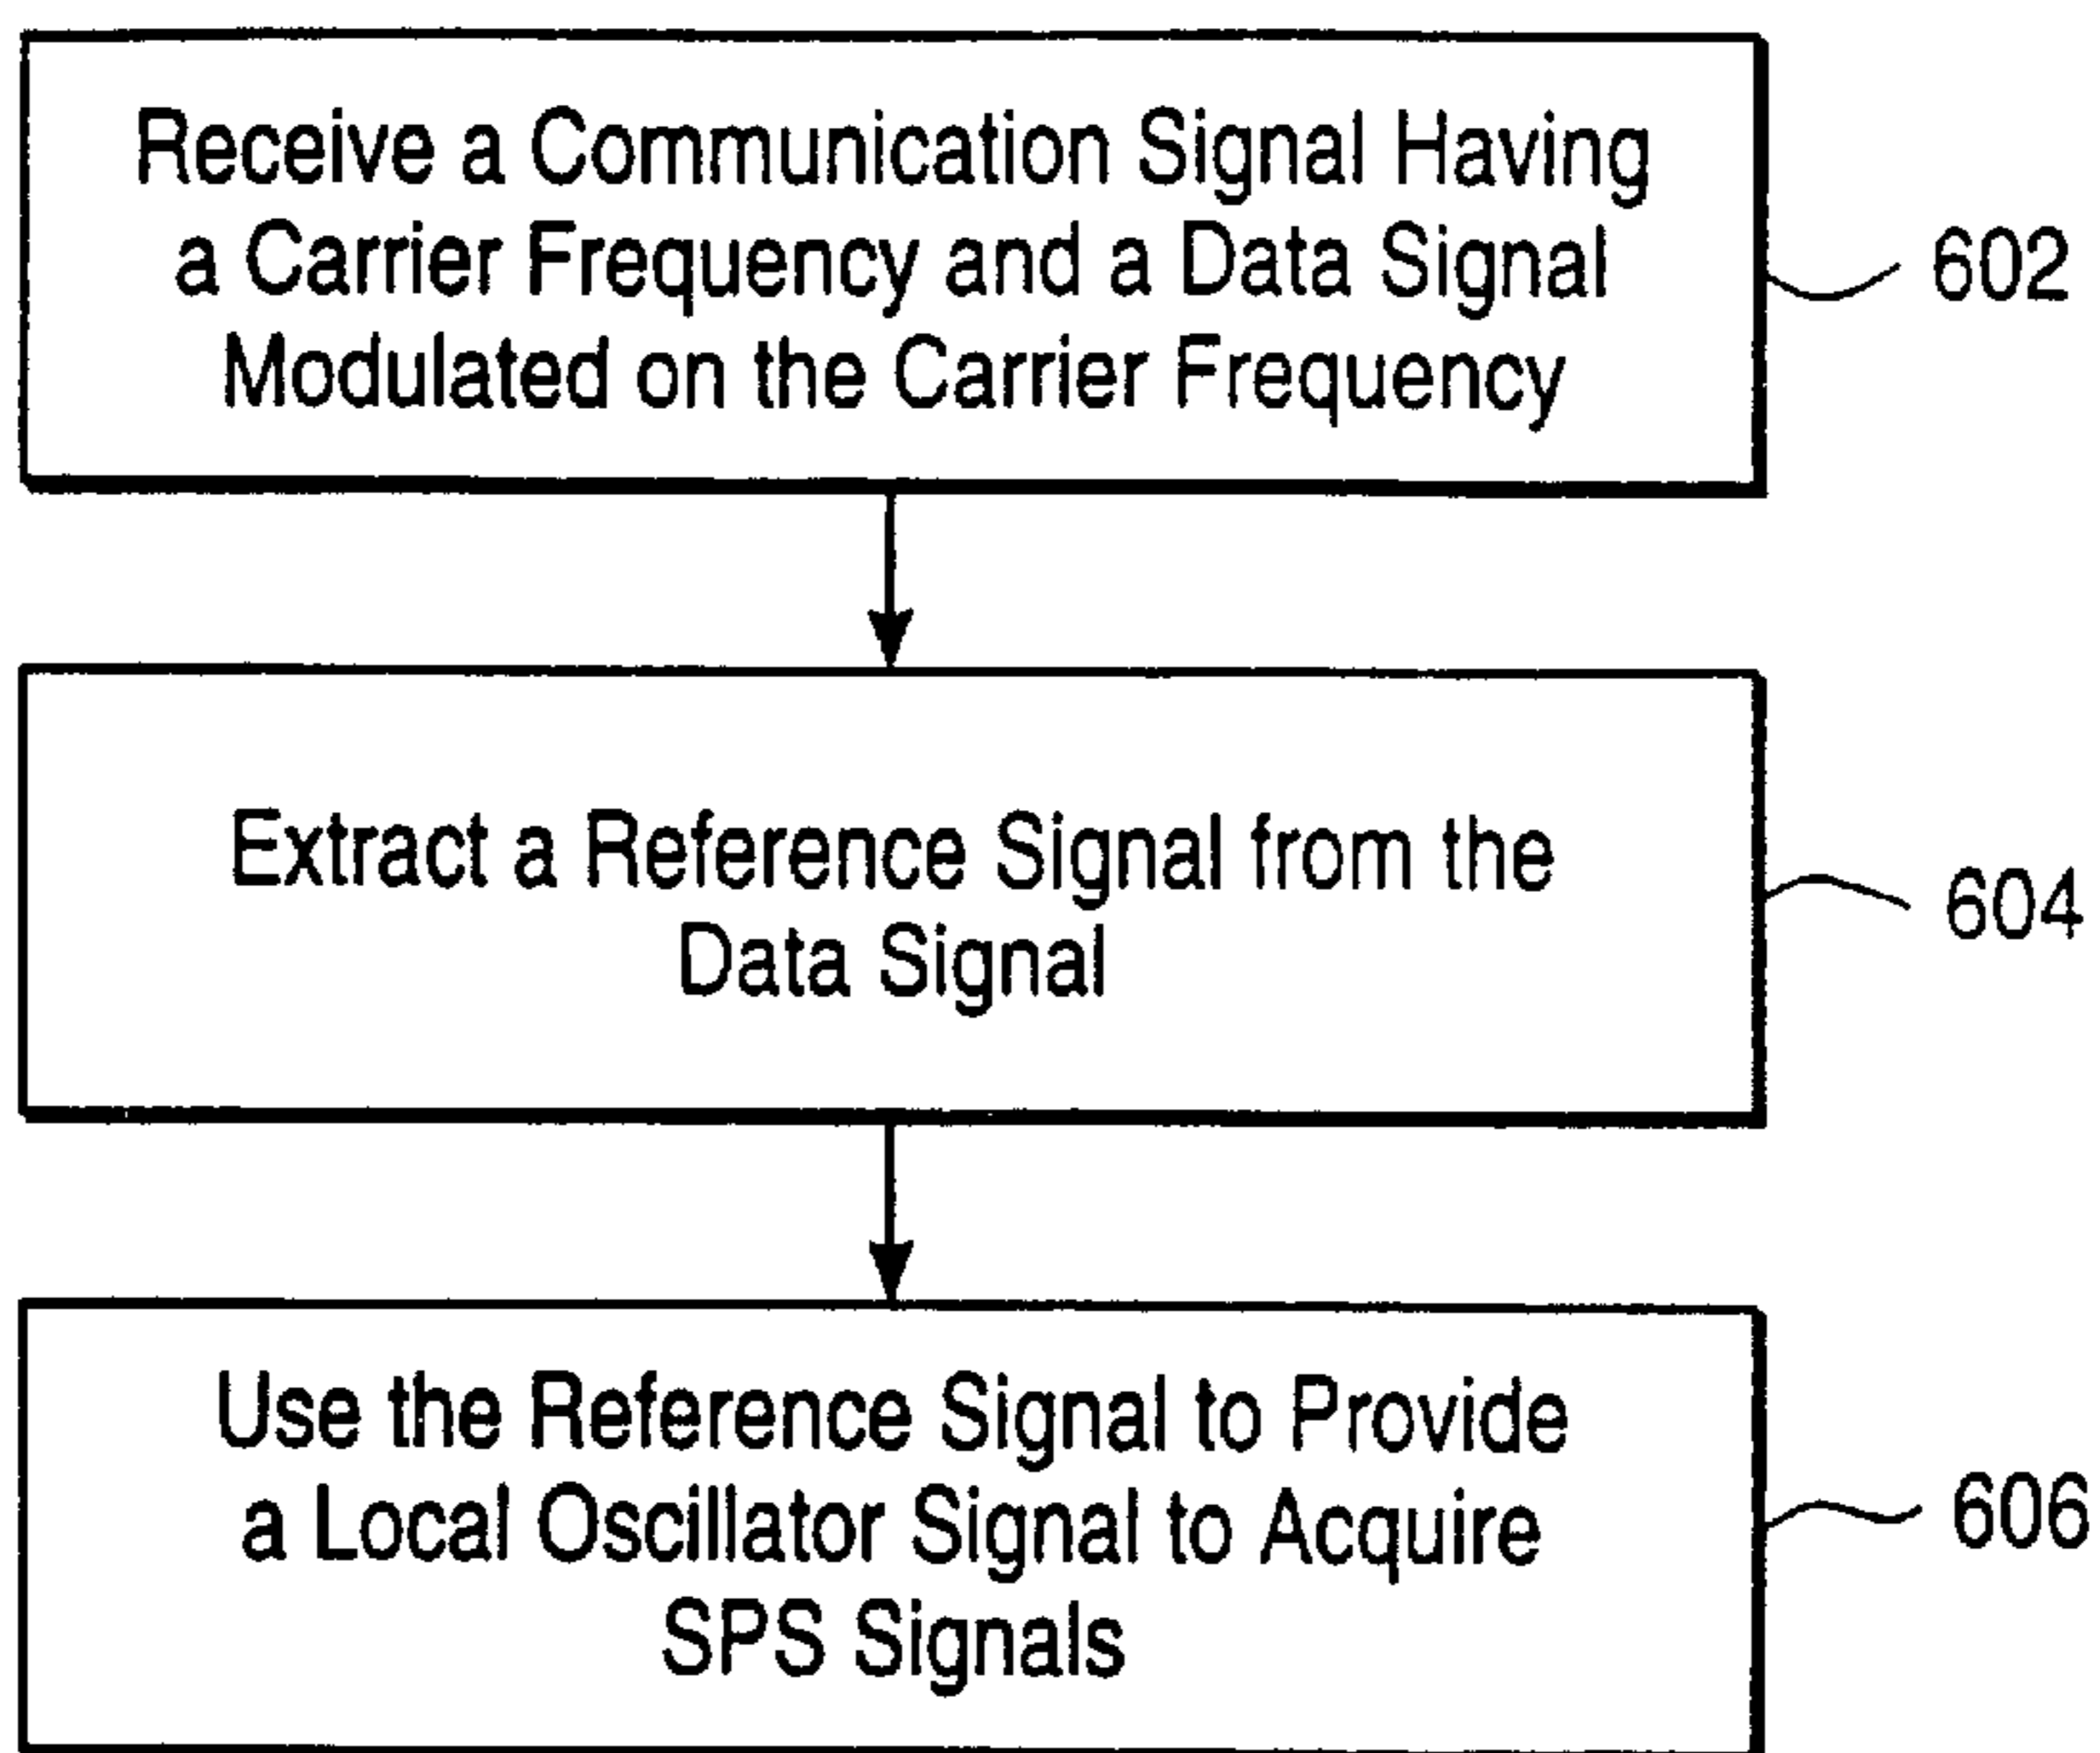 Receive a Communication Signal Having
a Carrier Frequency and a Data Signal
Modulated on the Carrier Frequency
602
Extract a Reference Signal from the
Data Signal
604
Use the Reference Signal to Provide
a Local Oscillator Signal to Acquire
SPS Signals
606